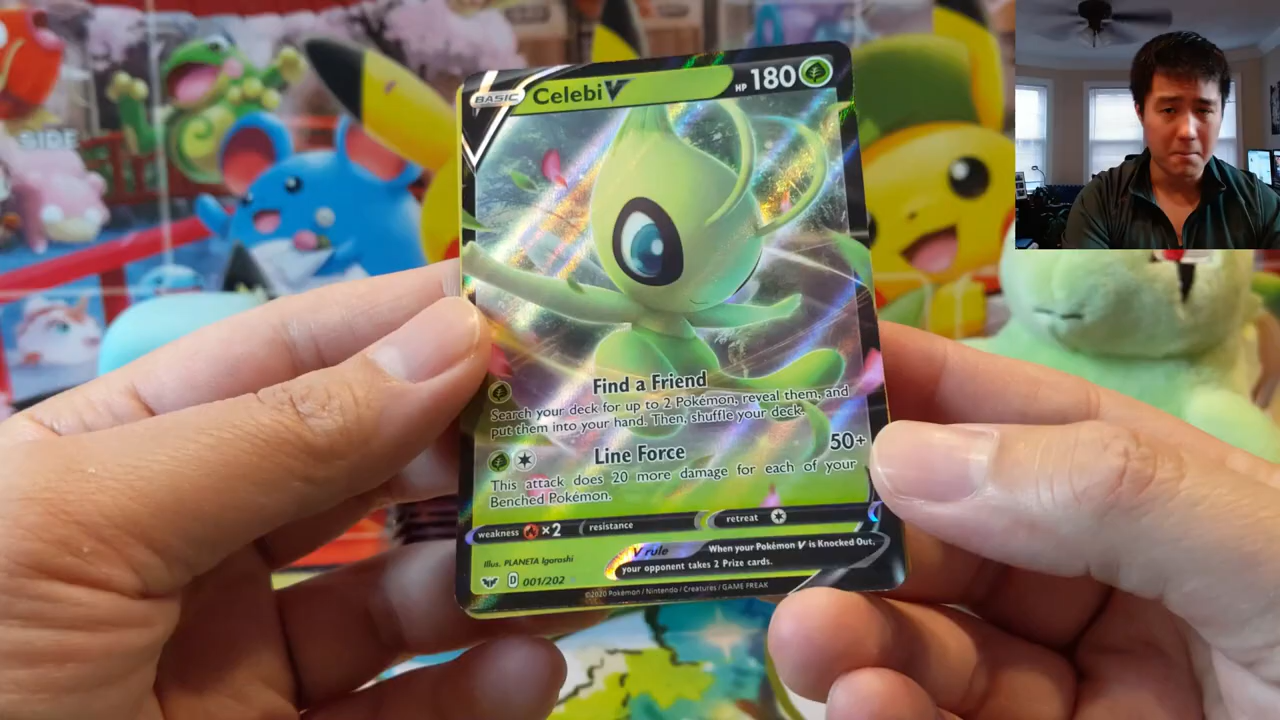 SIDE
BASIC Celebi V HP 180
Find a Friend
Search your deck for up to 2 Pokémon, reveal them, and
put them into your hand. Then, shuffle your deck.
Line Force 50+
This attack does 20 more damage for each of your
Benched Pokémon.
weakness ×2 resistance retreat
V rule When your Pokémon V is Knocked Out,
your opponent takes 2 Prize cards.
Illus. PLANETA Igarashi
D 001/202
©2020 Pokémon / Nintendo / Creatures / GAME FREAK